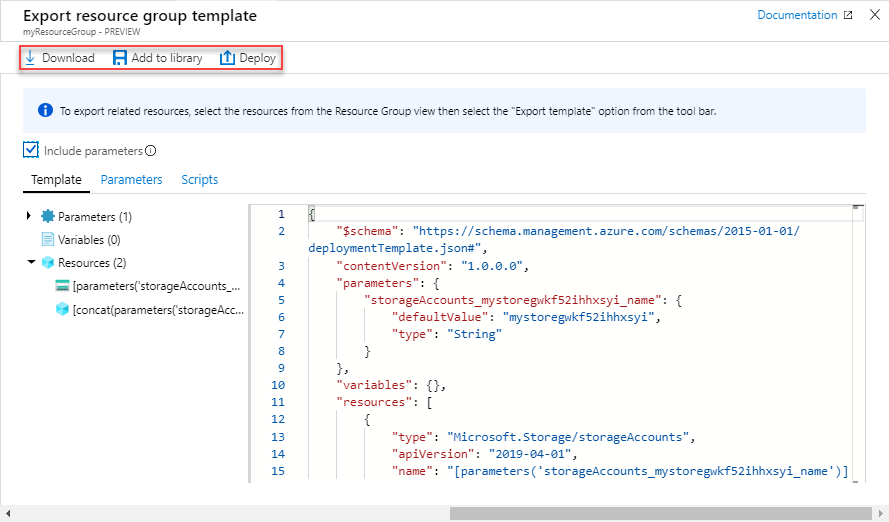 Export resource group template
myResourceGroup - PREVIEW
Documentation
Download
Add to library
Deploy
To export related resources, select the resources from the Resource Group view then select the "Export template" option from the tool bar.
Include parameters
Template
Parameters
Scripts
Parameters (1)
Variables (0)
Resources (2)
[parameters('storageAccounts_...
[concat(parameters('storageAcc...
1 {
2 "$schema": "https://schema.management.azure.com/schemas/2015-01-01/
deploymentTemplate.json#",
3 "contentVersion": "1.0.0.0",
4 "parameters": {
5 "storageAccounts_mystoregwkf52ihhxsyi_name": {
6 "defaultValue": "mystoregwkf52ihhxsyi",
7 "type": "String"
8 }
9 },
10 "variables": {},
11 "resources": [
12 {
13 "type": "Microsoft.Storage/storageAccounts",
14 "apiVersion": "2019-04-01",
15 "name": "[parameters('storageAccounts_mystoregwkf52ihhxsyi_name')]